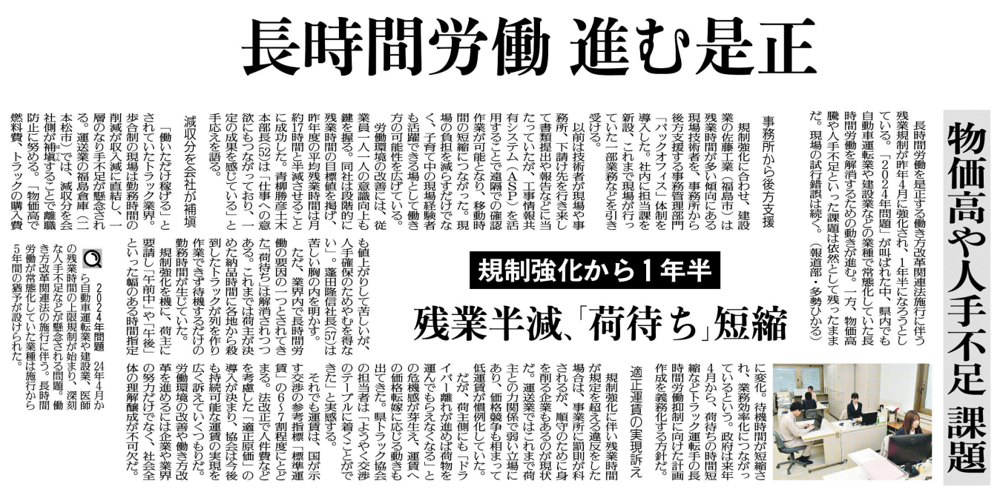 長時間労働 進む是正
物価高や人手不足 課題
規制強化から1年半
残業半減、「荷待ち」短縮
長時間労働を是正する働き方改革関連法施行に伴う
残業規制が昨年4月に強化され、1年半になろうとし
ている。「2024年問題」が叫ばれた中、県内でも
自動車運転業や建設業などの業種で常態化していた長
時間労働を解消するための動きが進む。一方、物価高
騰や人手不足といった課題は依然として残ったまま
だ。現場の試行錯誤は続く。（報道部・多勢ひかる）
事務所から後方支援
規制強化に合わせ、建設
業の佐藤工業（福島市）は
残業時間が多い傾向にある
現場技術者を、事務所から
後方支援する事務管理部門
「バックオフィス」体制を
導入した。社内に担当課を
新設、これまで現場が行っ
ていた一部業務などを引き
受ける。
以前は技術者が現場や事
務所、下請け先を行き来し
て書類提出や報告などに当
たっていたが、工事情報共
有システム（ASP）を活
用することで遠隔での確認
作業が可能となり、移動時
間の短縮につながった。現
場の負担を減らすだけでな
く、子育て中の現場経験者
も活躍できる場として働き
方の可能性を広げている。
労働環境の改善には、従
業員一人一人の意識向上も
鍵を握る。同社は段階的に
残業時間の目標値を掲げ、
昨年度の平均残業時間は月
約17時間と半減させること
に成功した。青柳勝彦土木
本部長(52)は「仕事への意
欲にもつながっており、一
定の成果を感じている」と
手応えを語る。
減収分を会社が補塡
「働いただけ稼げる」と
されていたトラック業界。
歩合制の現場は勤務時間の
削減が収入減に直結し、一
層のなり手不足が懸念され
る。運送業の福島倉庫（二
本松市）では、減収分を会
社側が補塡（ほてん）することで離職
防止に努める。「物価高で
燃料費、トラックの購入費
も値上がりして苦しいが、
人手確保のためやむを得な
い」。蓬田隆信社長(57)は
苦しい胸の内を明かす。
ただ、業界内で長時間労
働の要因の一つとされてき
た「荷待ち」は解消されつつ
ある。これまでは荷主が決
めた納品時間に各地から殺
到したトラックが列を作り
作業できず待機するだけの
勤務時間が生じていた。
規制強化を機に、荷主に
要請し「午前中」や「午後」
といった幅のある時間指定
に変化。待機時間が短縮さ
れ、業務効率化につながっ
ているという。政府は来年
4月から、荷待ちの時間短
縮などトラック運転手の長
時間労働抑制に向けた計画
作成を義務化する方針だ。
適正運賃の実現訴え
規制強化に伴い残業時間
が規定を超える違反をした
場合は、事業所に罰則が科
されるが、順守のために身
を削る企業もあるのが現状
だ。運送業ではこれまで荷
主との力関係で弱い立場に
あり、価格競争も相まって
低運賃が慣例化していた。
だが、荷主側にも「ドラ
イバー離れが進めば荷物を
運んでもらえなくなる」と
の危機感が芽生え、運賃へ
の価格転嫁に応じる動きも
出てきた。県トラック協会
の担当者は「ようやく交渉
のテーブルに着くことがで
きた」と実感する。
それでも運賃は、国が示
す交渉の参考指標「標準運
賃」の6〜7割程度にとど
まる。法改正で人件費など
を考慮した「適正原価」の
導入が決まり、協会は今後
も持続可能な運賃の実現を
広く訴えていくつもりだ。
労働環境の改善や働き方改
革を進めるには企業や業界
の努力だけでなく、社会全
体の理解醸成が不可欠だ。
2024年問題 24年4月か
ら自動車運転業や建設業、医師
の残業時間の上限規制が始まり、深刻
な人手不足などが懸念される問題。働
き方改革関連法の施行に伴う。長時間
労働が常態化していた業種は施行から
5年間の猶予が設けられた。